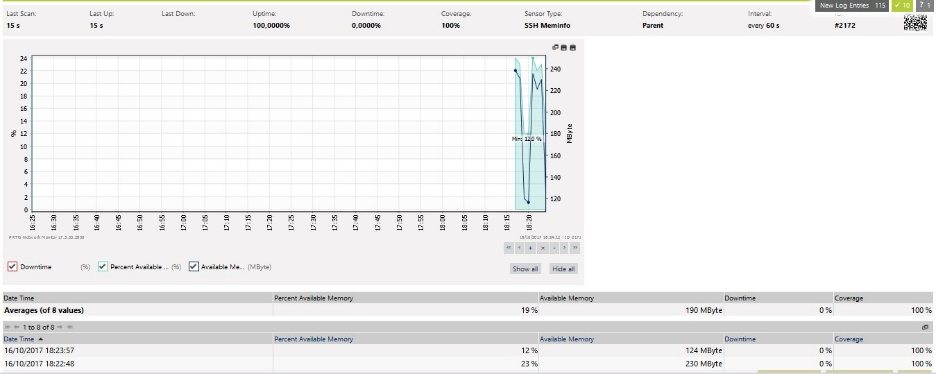 New Log Entries 115 ✓ 10 ? 1
Last Scan: Last Up: Last Down: Uptime: Downtime: Coverage: Sensor Type: Dependency: Interval:
15 s 15 s 100,0000% 0,0000% 100% SSH Meminfo Parent every 60 s #2172
24
22
20
18
16
14
12
10
8
6
4
2
0
%
240
220
200
180
160
140
120
MByte
Min: 12,0 %
16:25 16:30 16:35 16:40 16:45 16:50 16:55 17:00 17:05 17:10 17:15 17:20 17:25 17:30 17:35 17:40 17:45 17:50 17:55 18:00 18:05 18:10 18:15 18:20
PRTG Network Monitor
Downtime (%) Percent Available ... (%) Available Me... (MByte)
Show all Hide all
Date Time Percent Available Memory Available Memory Downtime Coverage
Averages (of 8 values) 19 % 190 MByte 0 % 100 %
1 to 8 of 8
Date Time Percent Available Memory Available Memory Downtime Coverage
16/10/2017 18:23:57 12 % 124 MByte 0 % 100 %
16/10/2017 18:22:48 23 % 230 MByte 0 % 100 %